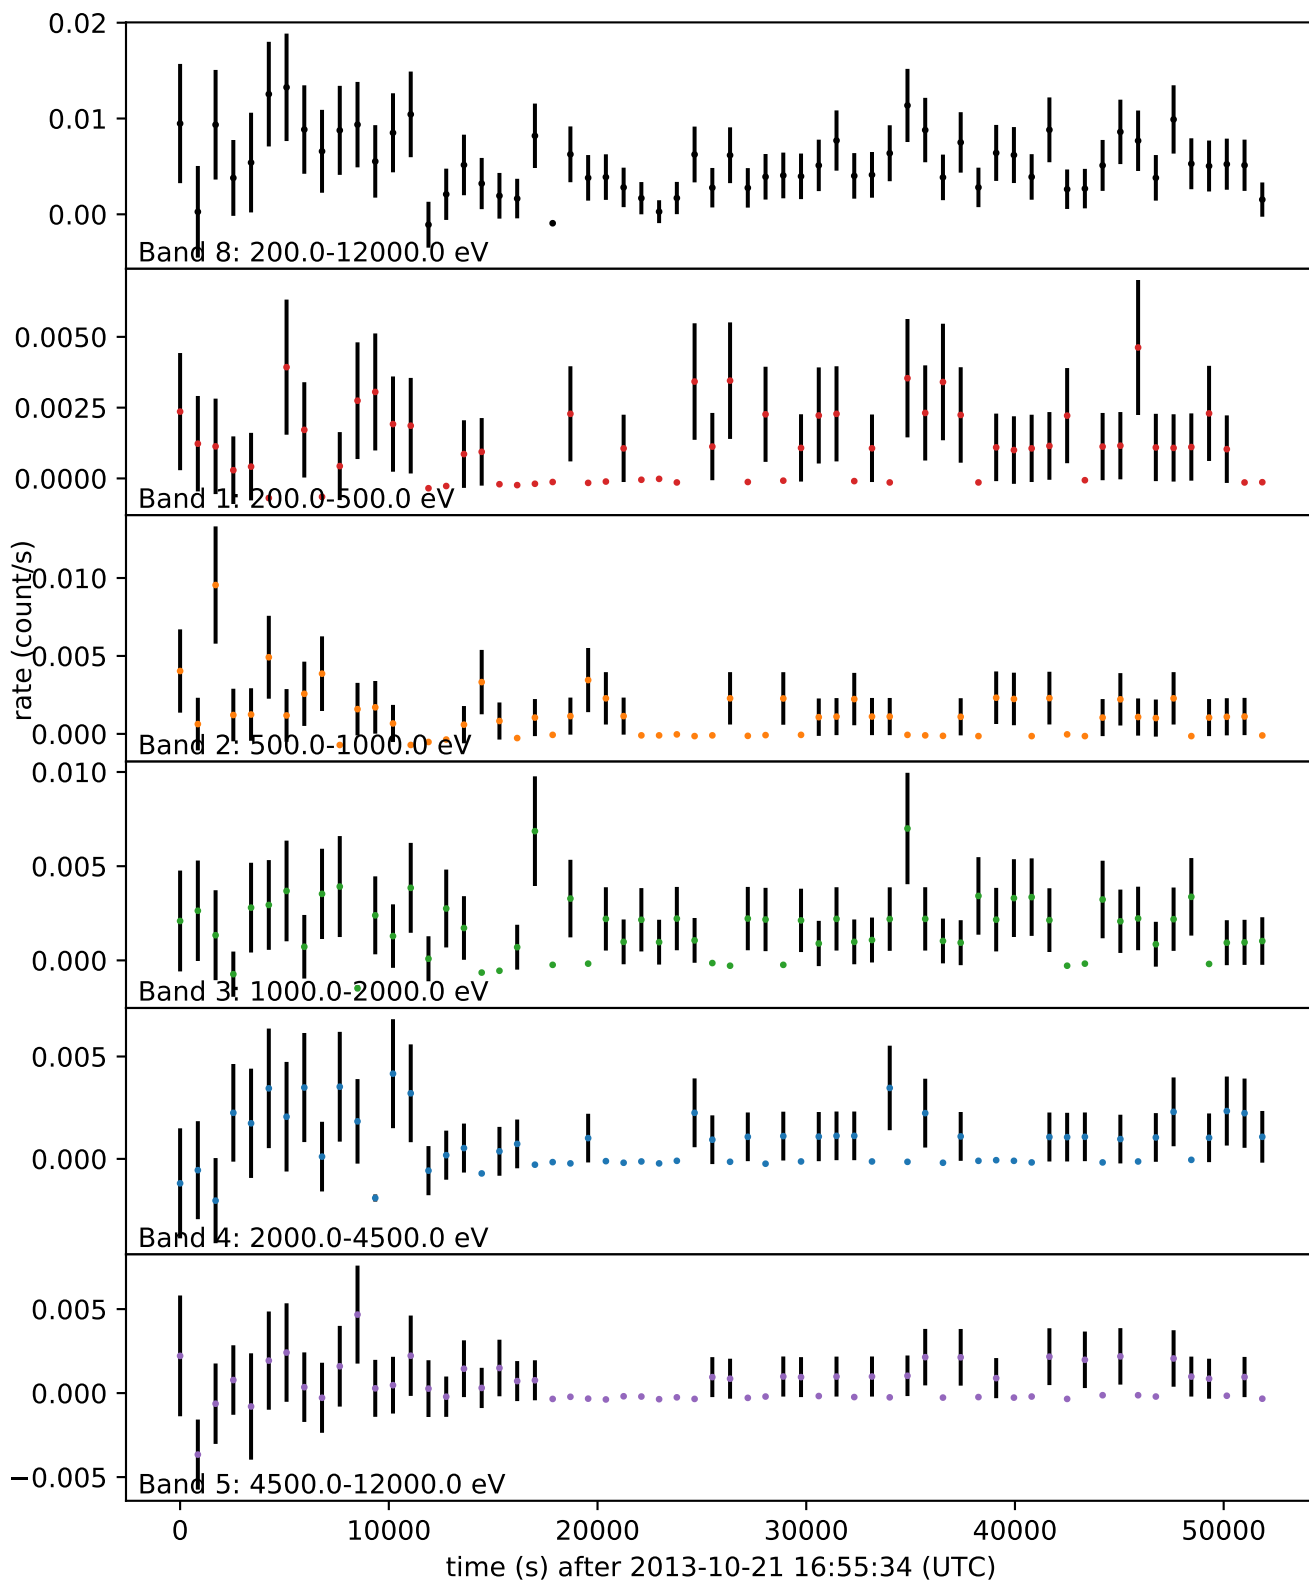 0.02
0.01
0.00
Band 8: 200.0-12000.0 eV
0.0050
0.0025
0.0000
Band 1: 200.0-500.0 eV
rate (count/s)
0.010
0.005
0.000
Band 2: 500.0-1000.0 eV
0.010
0.005
0.000
Band 3: 1000.0-2000.0 eV
0.005
0.000
Band 4: 2000.0-4500.0 eV
0.005
0.000
−0.005
Band 5: 4500.0-12000.0 eV
0 10000 20000 30000 40000 50000
time (s) after 2013-10-21 16:55:34 (UTC)